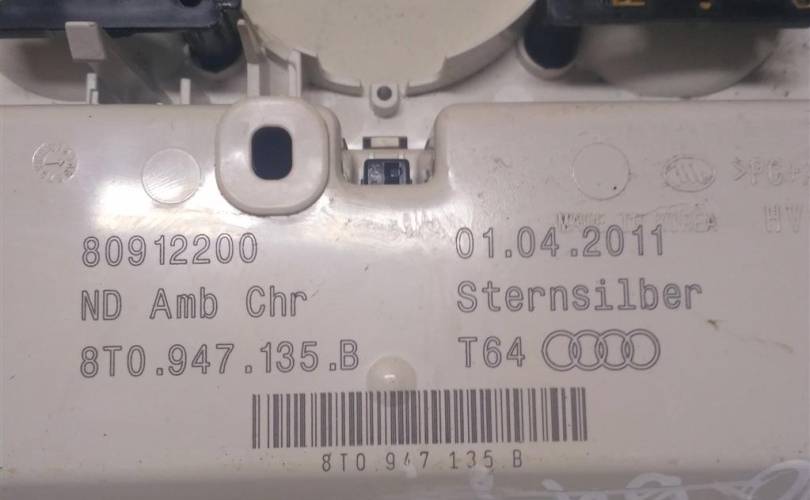 80912200 01.04.2011
ND Amb Chr Sternsilber
8T0.947.135.B T64
8T0 947 135 B